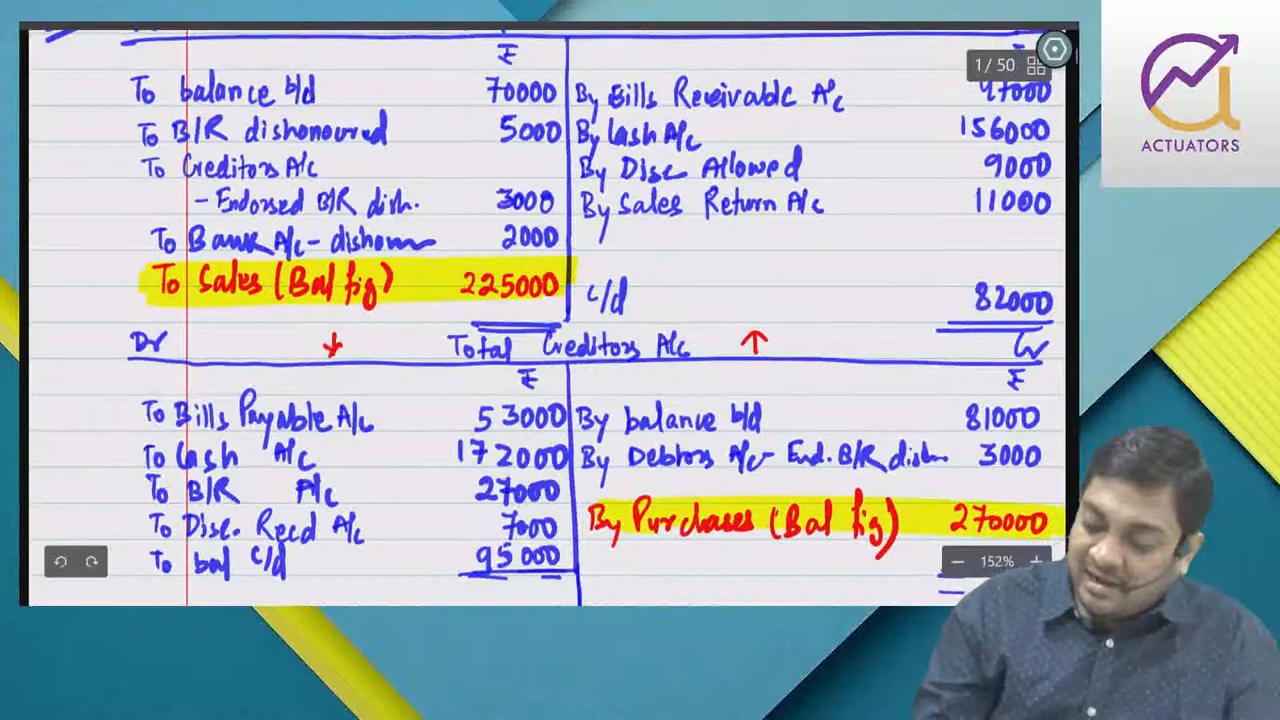 ₹
To balance b/d 70000 By Bills Receivable A/c 47000
To B/R dishonoured 5000 By Cash A/c 156000
To Creditors A/c By Disc Allowed 9000
- Endorsed B/R dish. 3000 By Sales Return A/c 11000
To Bank A/c - dishonour 2000 By
To Sales (Bal fig) 225000
c/d 82000
Dr Total Creditors A/c Cr
₹ ₹
To Bills Payable A/c 53000 By balance b/d 81000
To Cash A/c 172000 By Debtors A/c - End. B/R dishn. 3000
To B/R A/c 27000
To Disc. Recd A/c 7000 By Purchases (Bal fig) 270000
To bal c/d 95000
1 / 50
152%
ACTUATORS